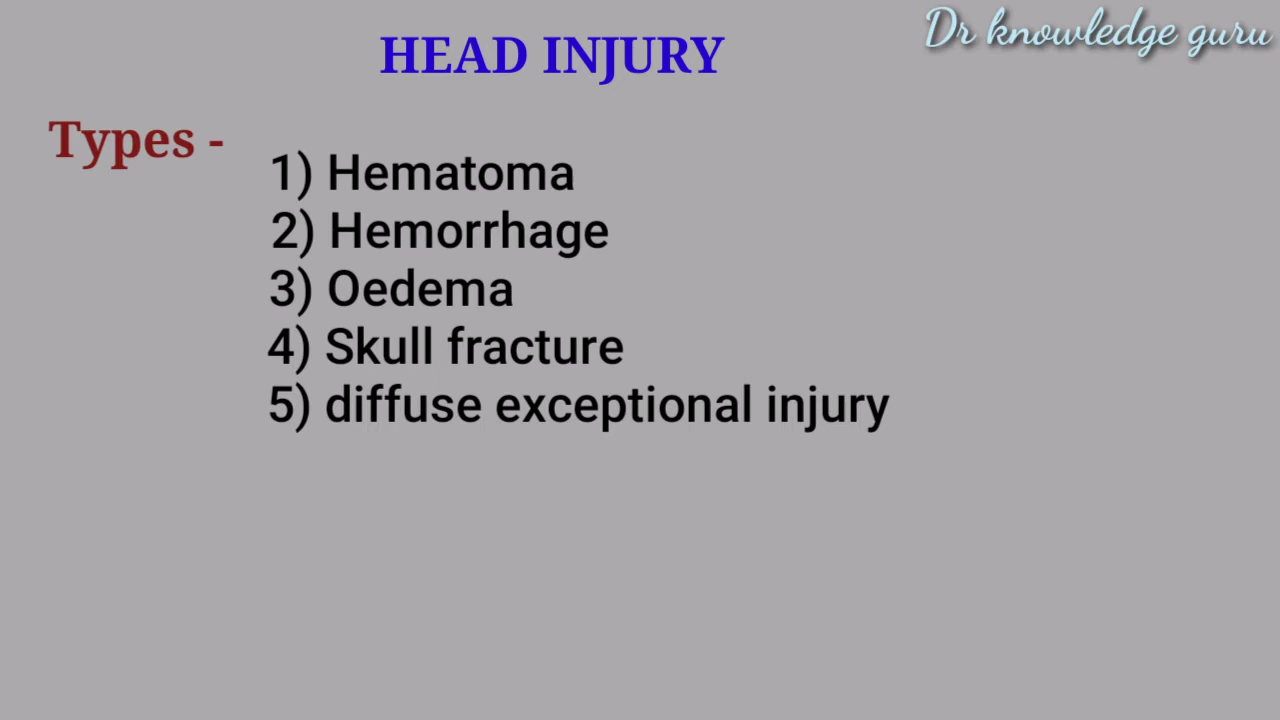 Dr knowledge guru
HEAD INJURY
Types -
1) Hematoma
2) Hemorrhage
3) Oedema
4) Skull fracture
5) diffuse exceptional injury